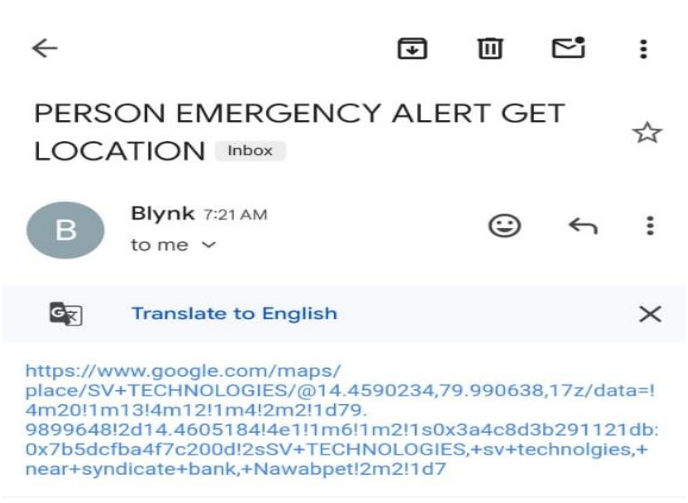 PERSON EMERGENCY ALERT GET
LOCATION Inbox
B
Blynk 7:21 AM
to me
Translate to English
https://www.google.com/maps/
place/SV+TECHNOLOGIES/@14.4590234,79.990638,17z/data=!
4m20!1m13!4m12!1m4!2m2!1d79.
9899648!2d14.4605184!4e1!1m6!1m2!1s0x3a4c8d3b291121db:
0x7b5dcfba4f7c200d!2sSV+TECHNOLOGIES,+sv+technolgies,+
near+syndicate+bank,+Nawabpet!2m2!1d7